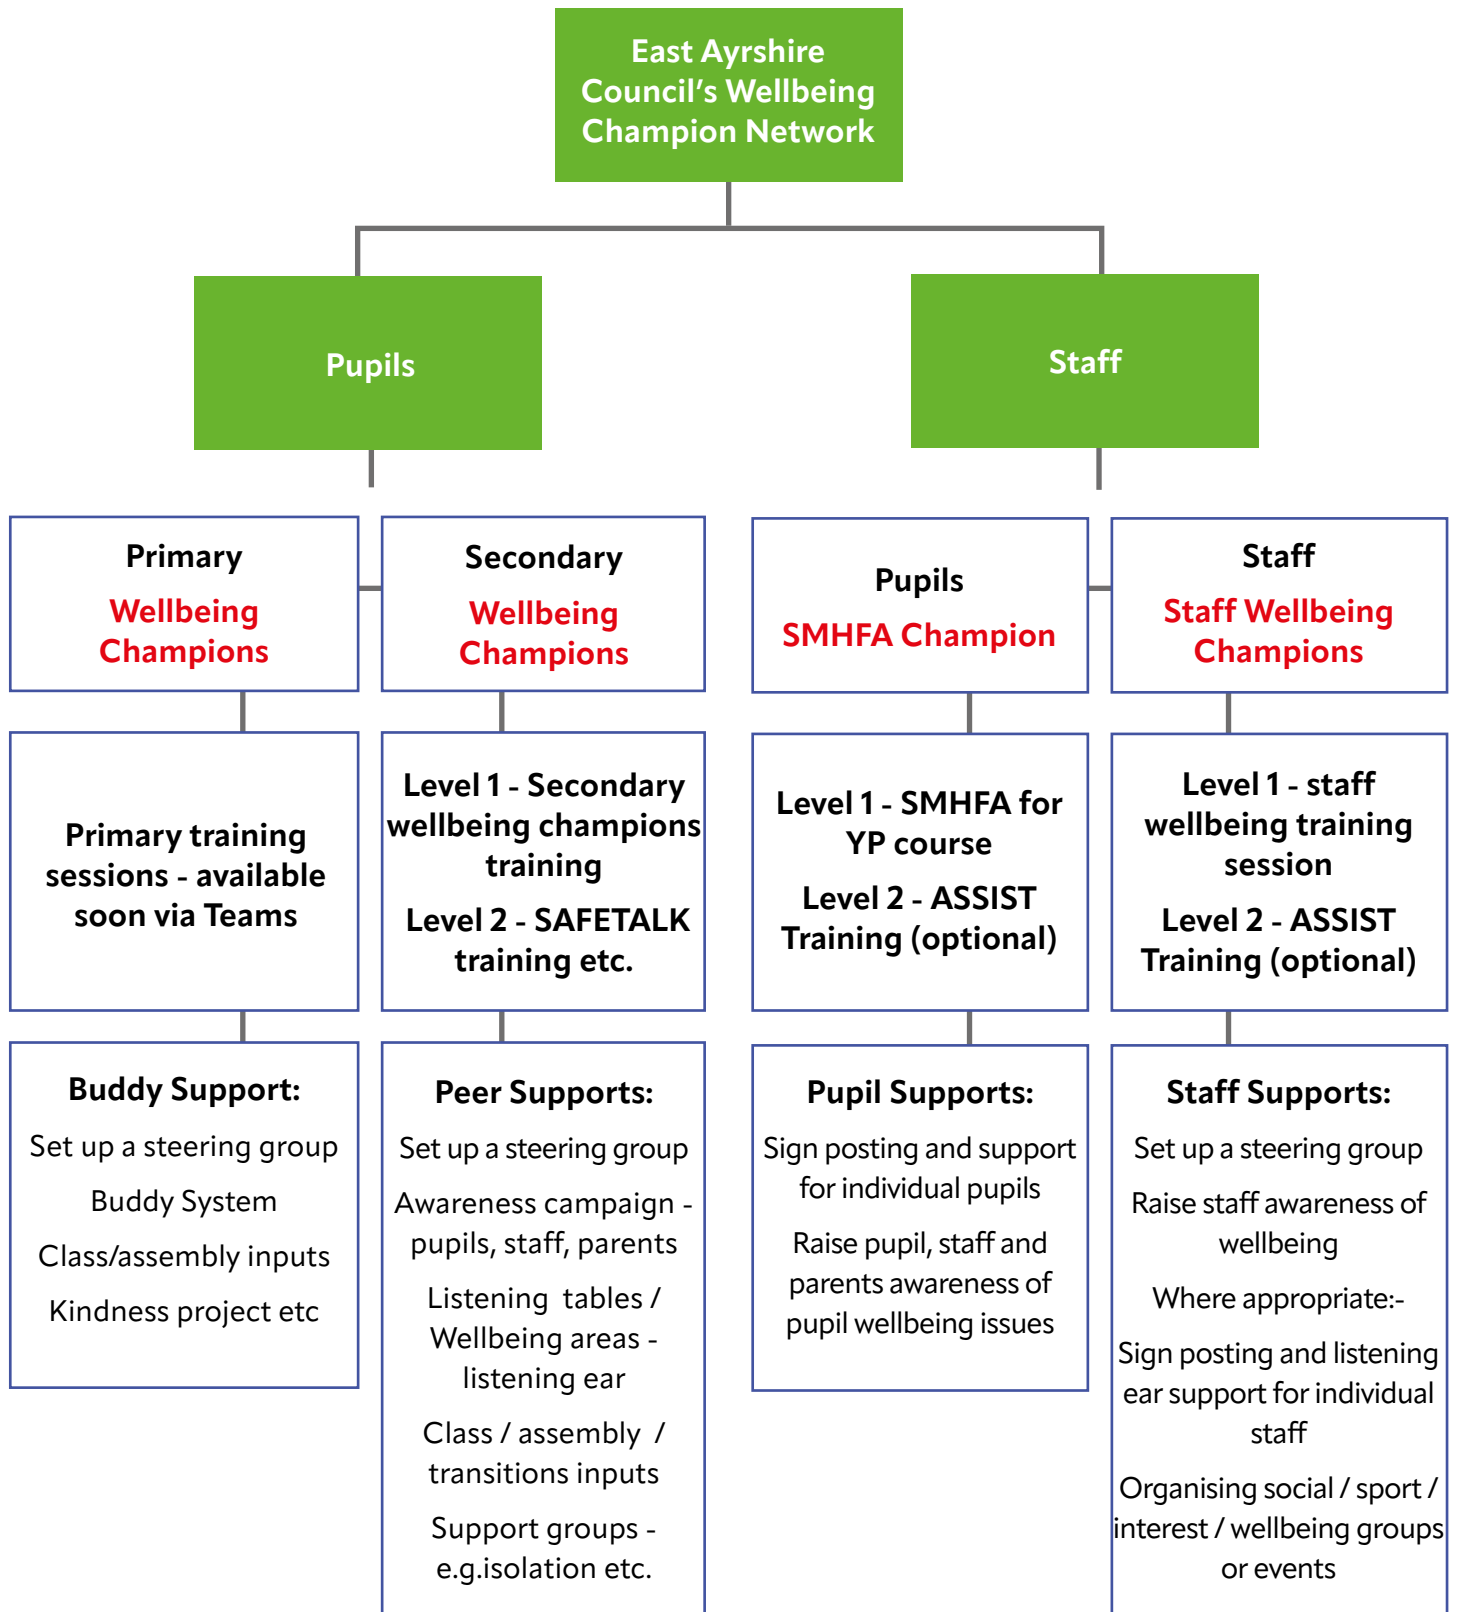 East Ayrshire
Council’s Wellbeing
Champion Network
Pupils
Staff
Primary
Wellbeing
Champions
Secondary
Wellbeing
Champions
Pupils
SMHFA Champion
Staff
Staff Wellbeing
Champions
Primary training
sessions - available
soon via Teams
Level 1 - Secondary
wellbeing champions
training
Level 2 - SAFETALK
training etc.
Level 1 - SMHFA for
YP course
Level 2 - ASSIST
Training (optional)
Level 1 - staff
wellbeing training
session
Level 2 - ASSIST
Training (optional)
Buddy Support:
Set up a steering group
Buddy System
Class/assembly inputs
Kindness project etc
Peer Supports:
Set up a steering group
Awareness campaign -
pupils, staff, parents
Listening tables /
Wellbeing areas -
listening ear
Class / assembly /
transitions inputs
Support groups -
e.g.isolation etc.
Pupil Supports:
Sign posting and support
for individual pupils
Raise pupil, staff and
parents awareness of
pupil wellbeing issues
Staff Supports:
Set up a steering group
Raise staff awareness of
wellbeing
Where appropriate:-
Sign posting and listening
ear support for individual
staff
Organising social / sport /
interest / wellbeing groups
or events